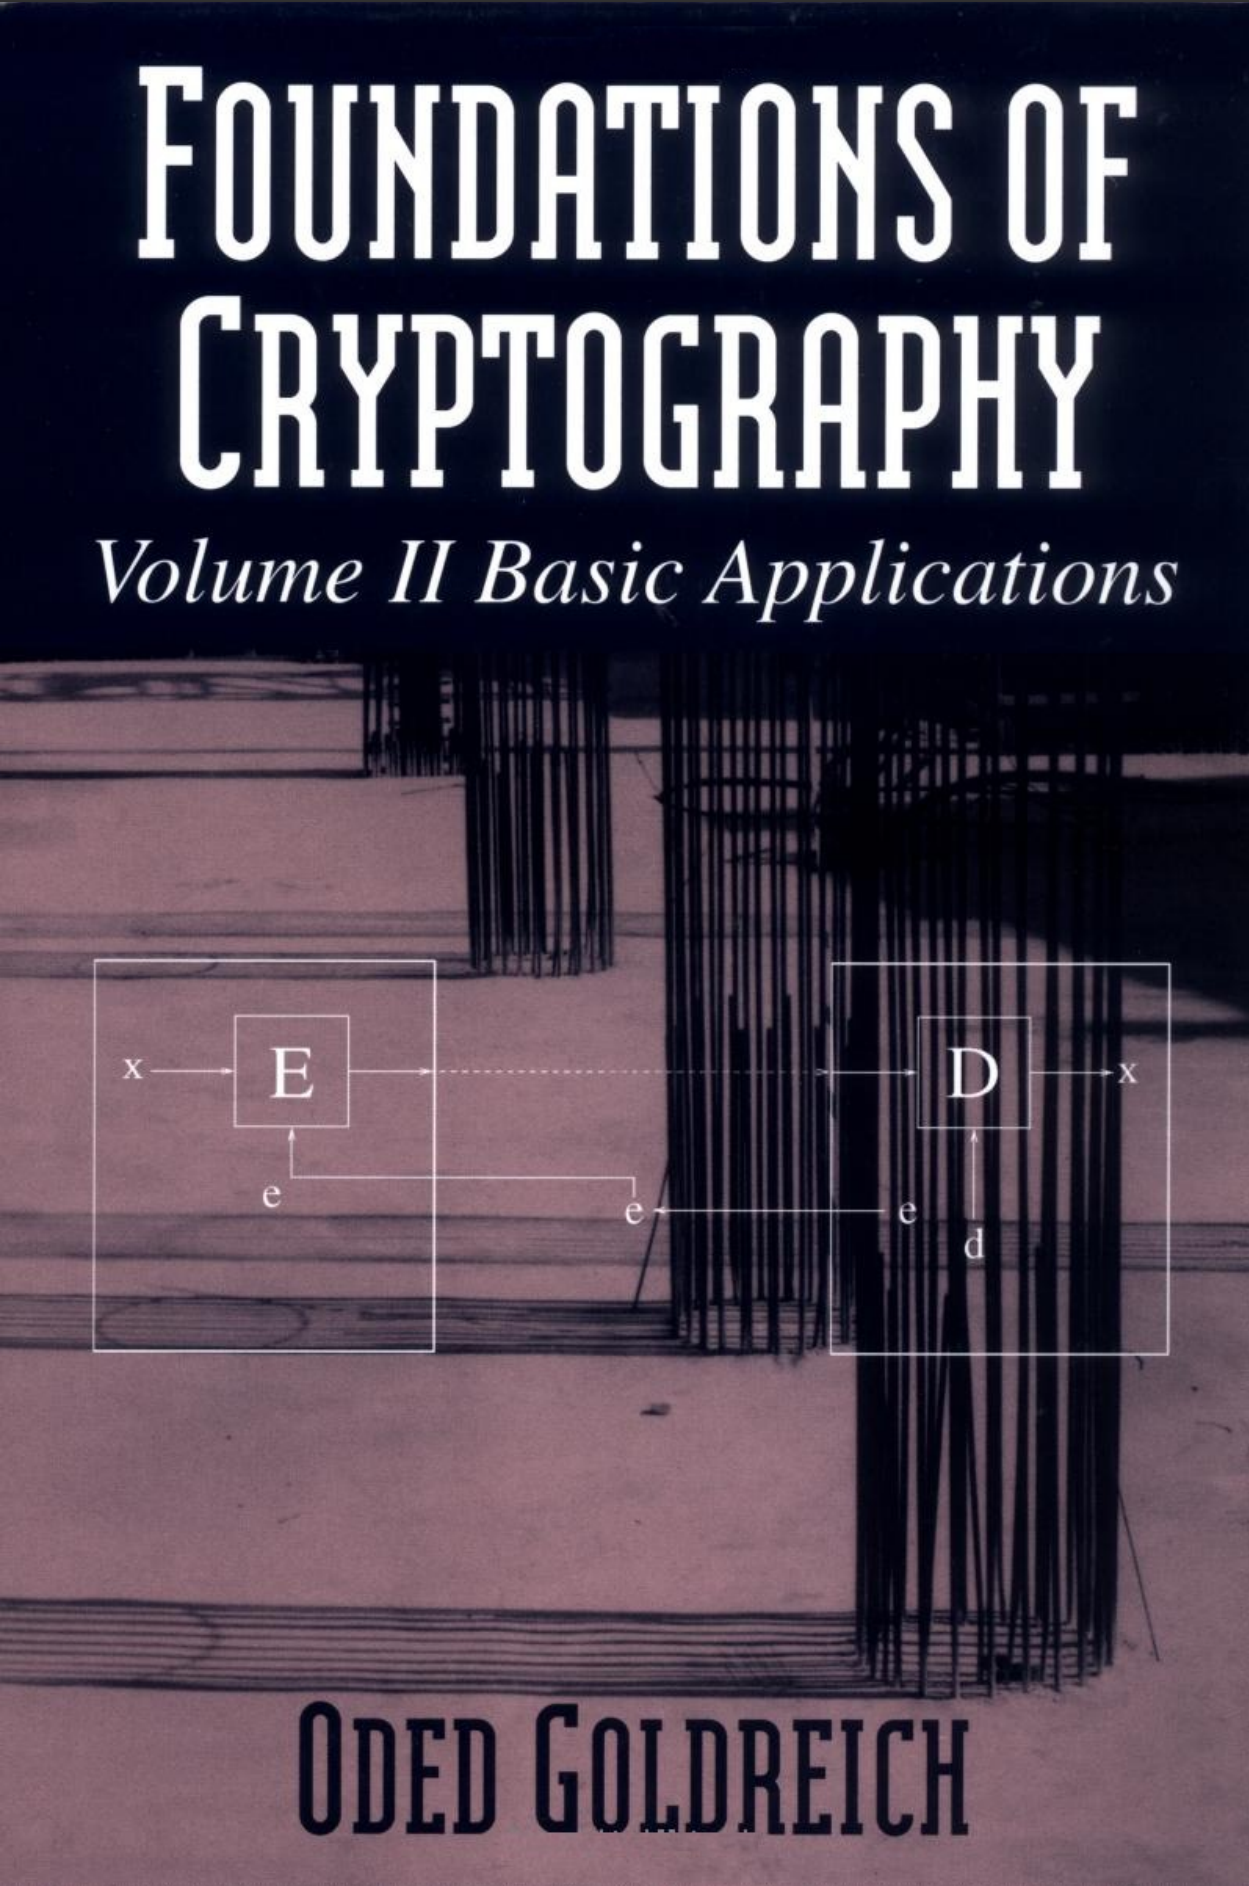 FOUNDATIONS OF
CRYPTOGRAPHY
Volume II Basic Applications
x E D x
e e e
d
ODED GOLDREICH